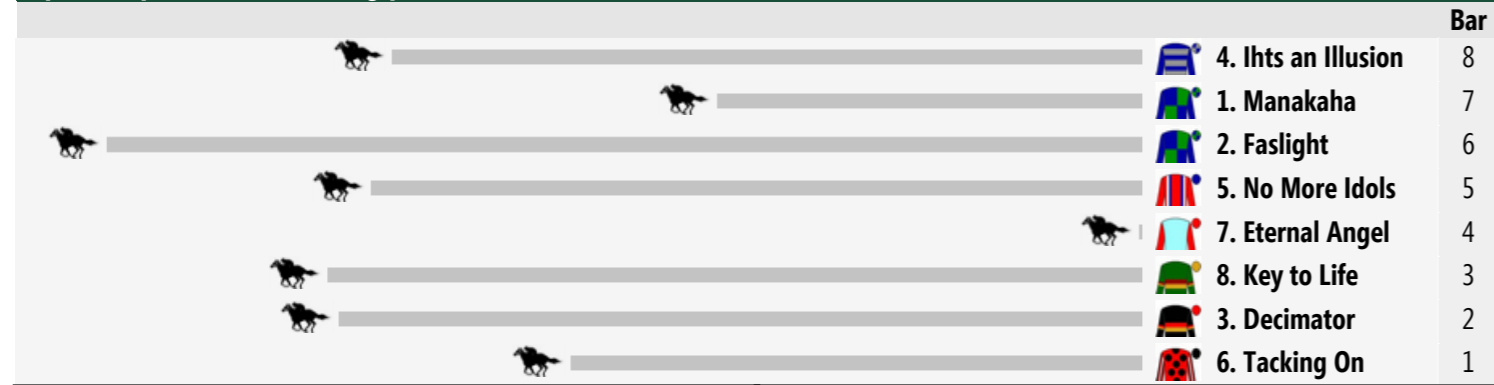 Bar
4. Ihts an Illusion 8
1. Manakaha 7
2. Faslight 6
5. No More Idols 5
7. Eternal Angel 4
8. Key to Life 3
3. Decimator 2
6. Tacking On 1